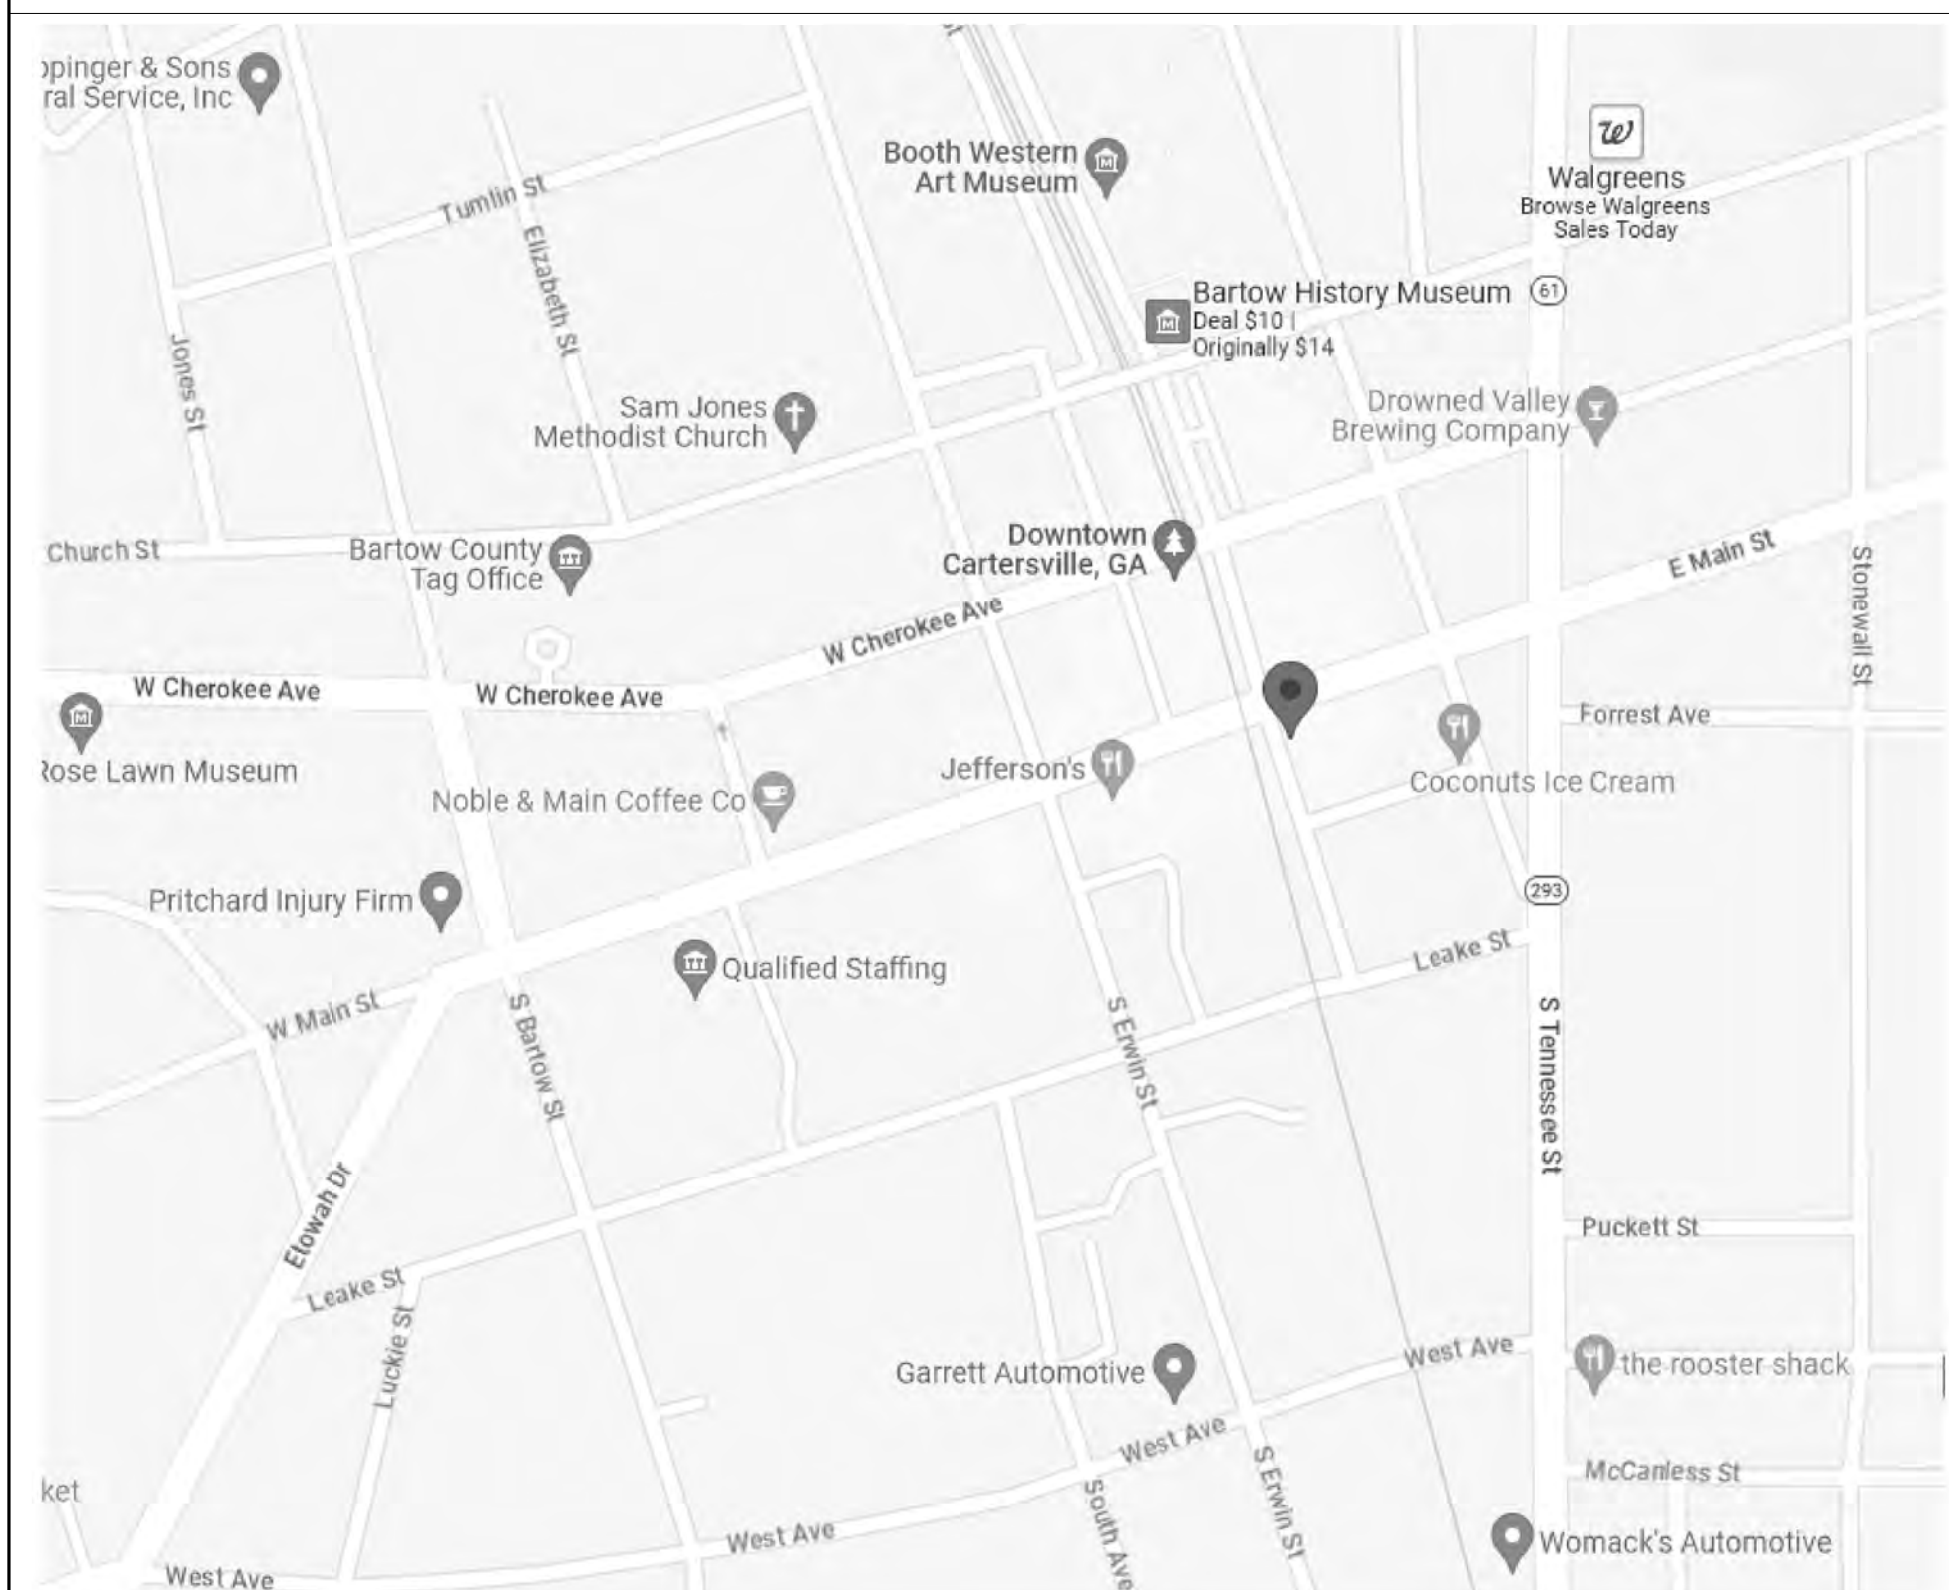 ppinger & Sons
ral Service, Inc
St
Booth Western
Art Museum
Walgreens
Browse Walgreens
Sales Today
Tumlin St
Elizabeth St
Bartow History Museum
61
Deal $10 |
Originally $14
Jones St
Sam Jones
Methodist Church
Drowned Valley
Brewing Company
Church St
Bartow County
Tag Office
Downtown
Cartersville, GA
E Main St
Stonewall St
W Cherokee Ave
W Cherokee Ave
W Cherokee Ave
Forrest Ave
Rose Lawn Museum
Noble & Main Coffee Co
Jefferson's
Coconuts Ice Cream
Pritchard Injury Firm
293
Qualified Staffing
Leake St
W Main St
S Bartow St
S Erwin St
S Tennessee St
Etowah Dr
Puckett St
Leake St
Luckie St
Garrett Automotive
West Ave
the rooster shack
West Ave
S Erwin St
McCanless St
ket
South Ave
West Ave
Womack's Automotive
West Ave